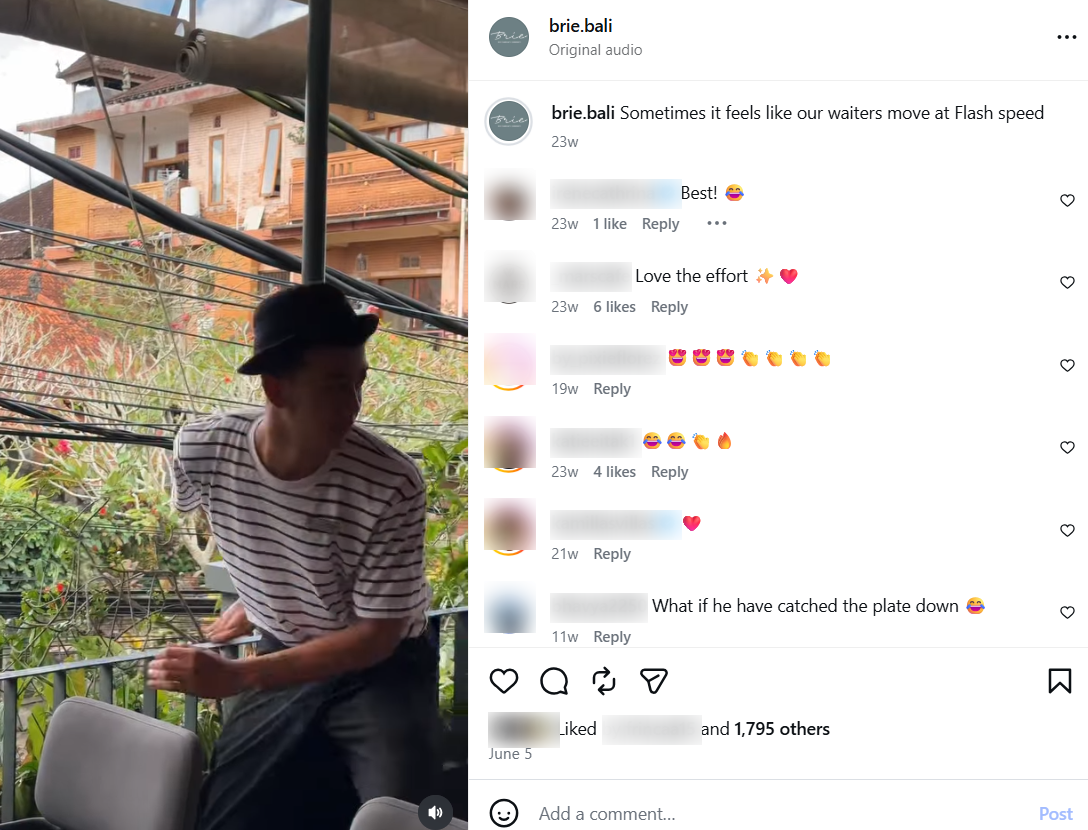 brie.bali
Original audio
brie.bali Sometimes it feels like our waiters move at Flash speed
23w
Best! 😂
23w 1 like Reply
Love the effort ✨ ❤️
23w 6 likes Reply
😍 😍 😍 👏 👏 👏 👏
19w Reply
😂 😂 👏 🔥
23w 4 likes Reply
❤️
21w Reply
What if he have catched the plate down 😂
11w Reply
Liked and 1,795 others
June 5
Add a comment...
Post